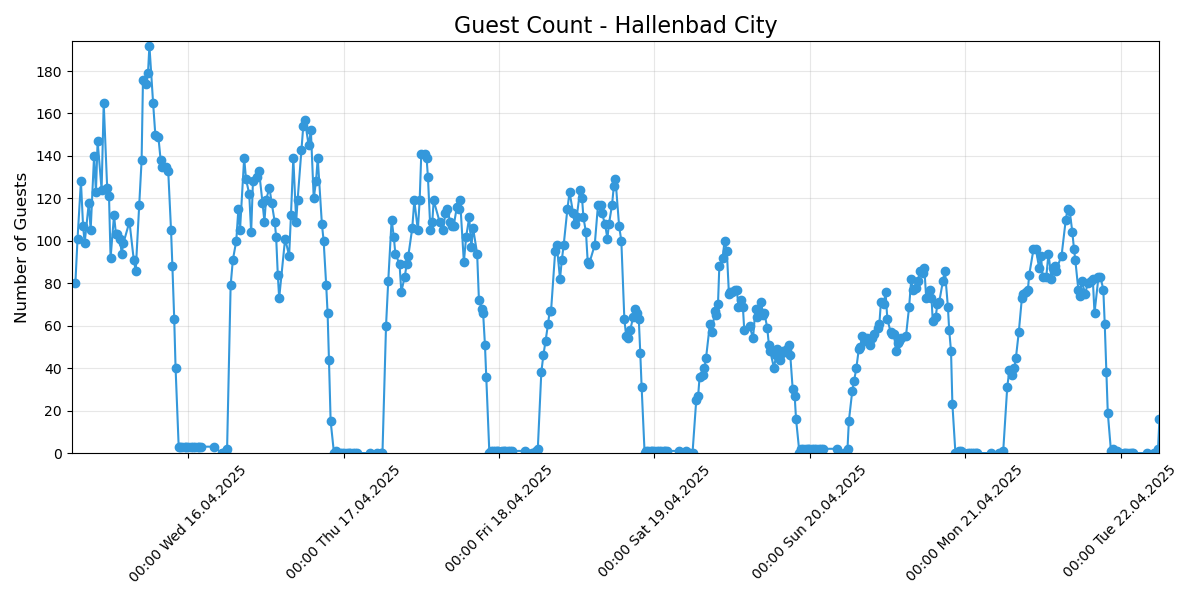 Guest Count - Hallenbad City
Number of Guests
180
160
140
120
100
80
60
40
20
0
00:00 Wed 16.04.2025
00:00 Thu 17.04.2025
00:00 Fri 18.04.2025
00:00 Sat 19.04.2025
00:00 Sun 20.04.2025
00:00 Mon 21.04.2025
00:00 Tue 22.04.2025